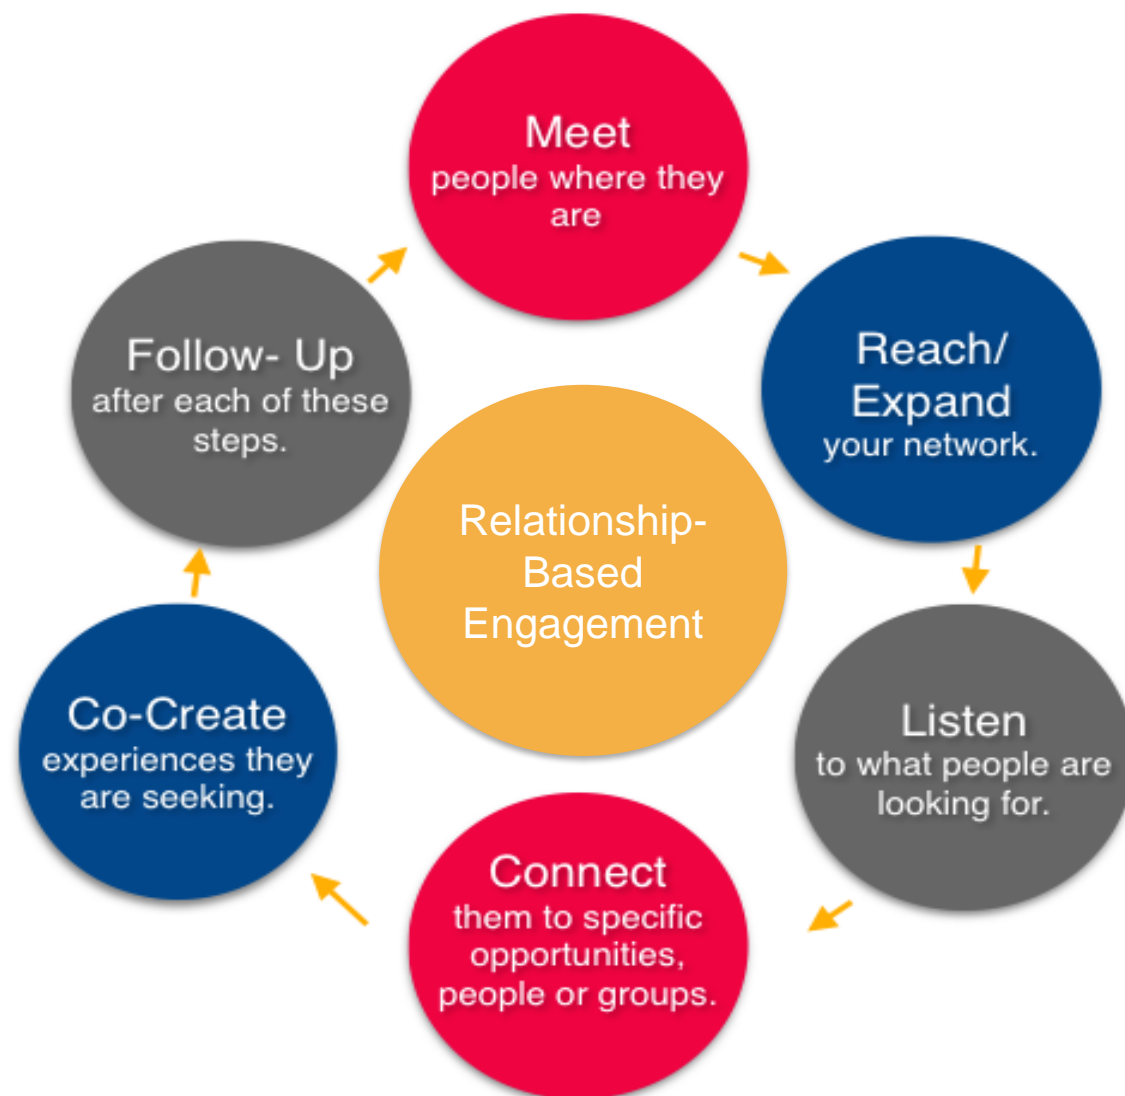 Meet
people where they
are
Reach/
Expand
your network.
Listen
to what people are
looking for.
Connect
them to specific
opportunities,
people or groups.
Co-Create
experiences they
are seeking.
Follow- Up
after each of these
steps.
Relationship-
Based
Engagement